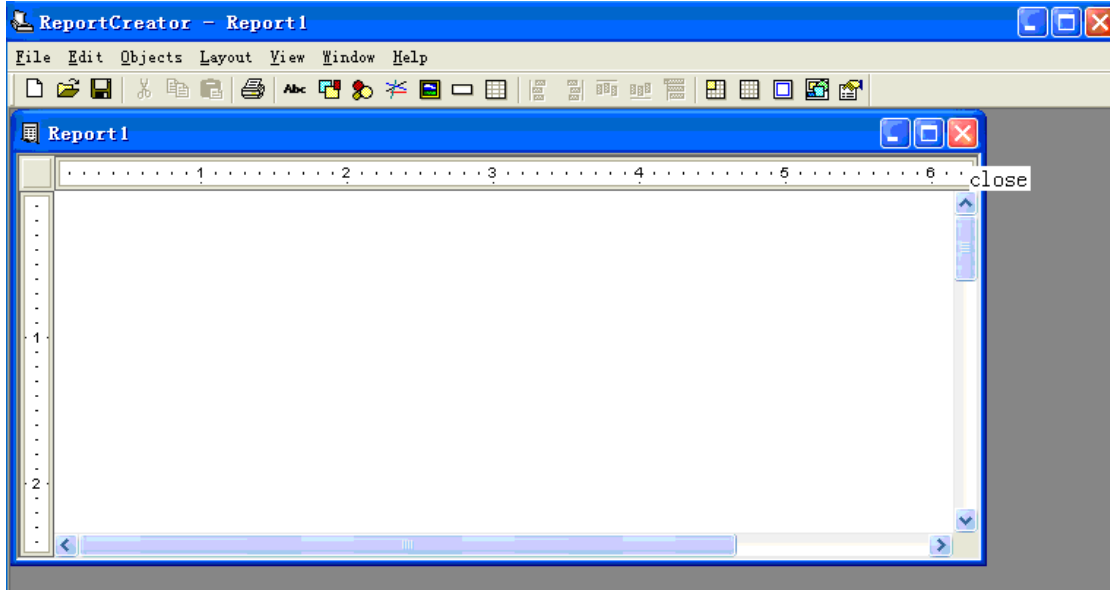 ReportCreator - Report1
File Edit Objects Layout View Window Help
Abc
Report1
1 2 3 4 5 6
close
1
2